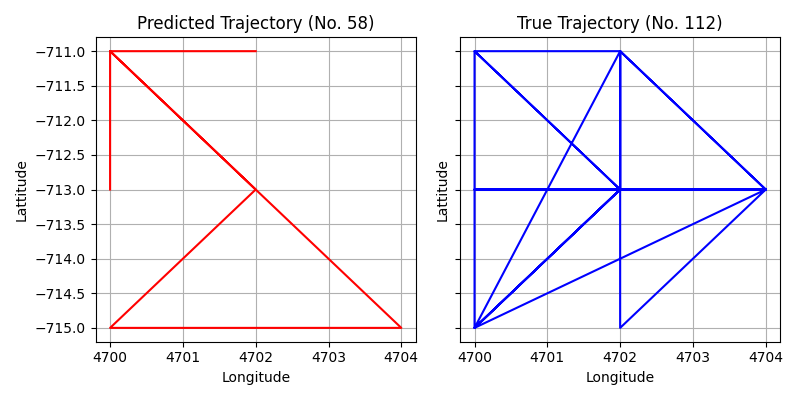 Predicted Trajectory (No. 58)
−711.0
−711.5
−712.0
−712.5
−713.0
−713.5
−714.0
−714.5
−715.0
Lattitude
4700 4701 4702 4703 4704
Longitude
True Trajectory (No. 112)
Lattitude
4700 4701 4702 4703 4704
Longitude